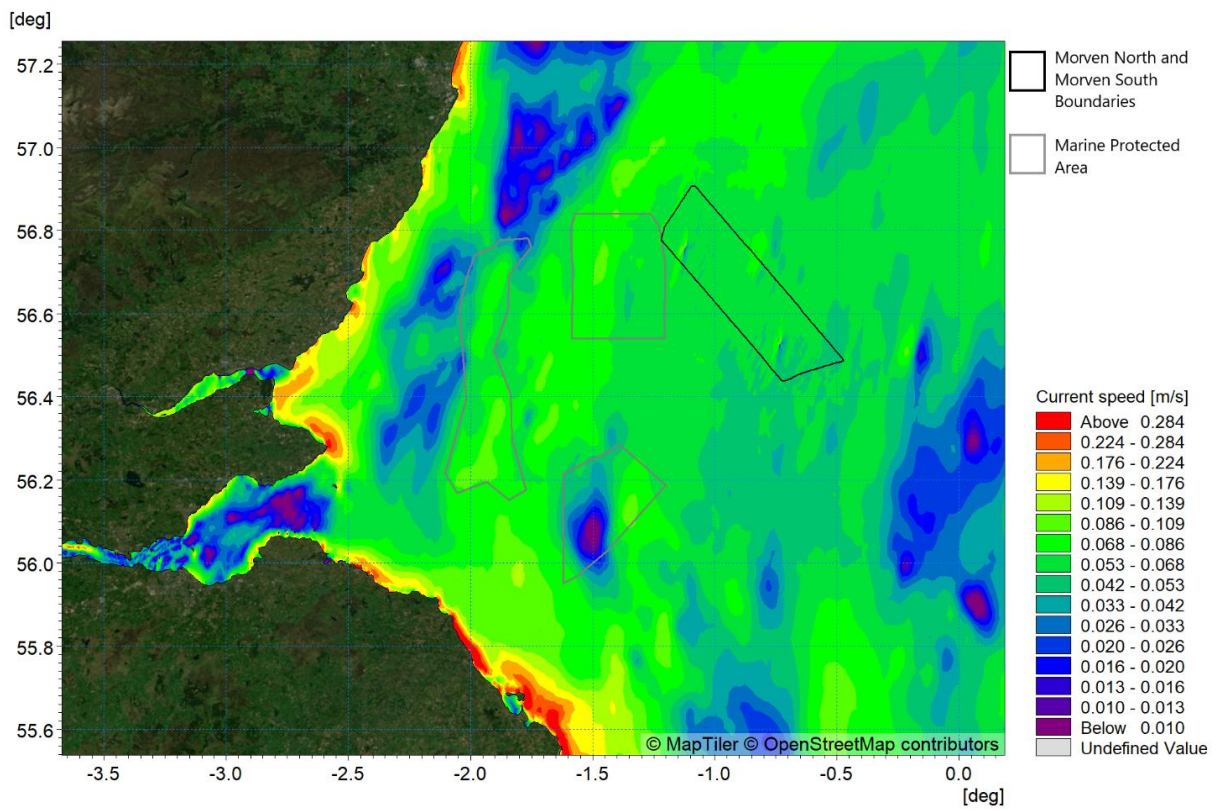 [deg]
57.2
57.0
56.8
56.6
56.4
56.2
56.0
55.8
55.6
-3.5 -3.0 -2.5 -2.0 -1.5 -1.0 -0.5 0.0
[deg]
© MapTiler © OpenStreetMap contributors
Morven North and
Morven South
Boundaries
Marine Protected
Area
Current speed [m/s]
Above 0.284
0.224 - 0.284
0.176 - 0.224
0.139 - 0.176
0.109 - 0.139
0.086 - 0.109
0.068 - 0.086
0.053 - 0.068
0.042 - 0.053
0.033 - 0.042
0.026 - 0.033
0.020 - 0.026
0.016 - 0.020
0.013 - 0.016
0.010 - 0.013
Below 0.010
Undefined Value